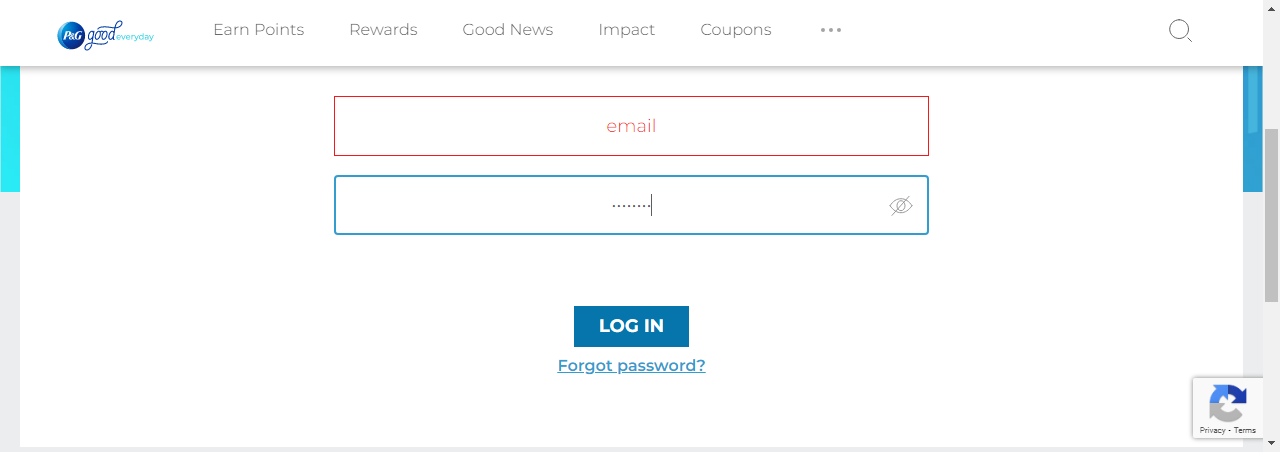 P&G good everyday
Earn Points
Rewards
Good News
Impact
Coupons
email
LOG IN
Forgot password?
Privacy - Terms